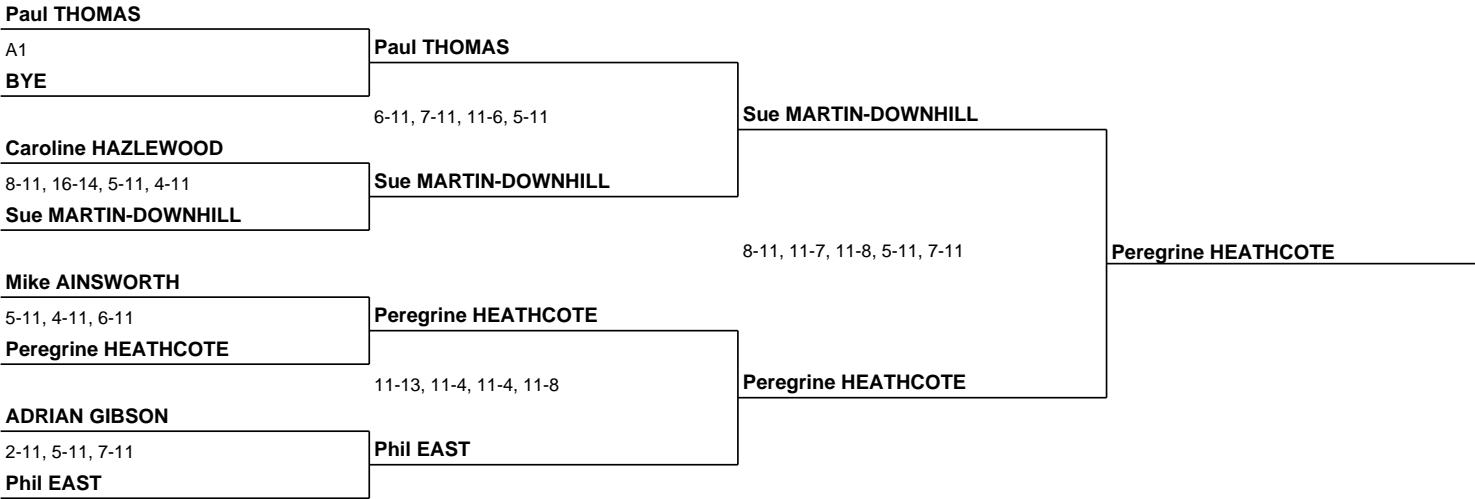 Paul THOMAS
A1
BYE
Caroline HAZLEWOOD
8-11, 16-14, 5-11, 4-11
Sue MARTIN-DOWNHILL
Mike AINSWORTH
5-11, 4-11, 6-11
Peregrine HEATHCOTE
ADRIAN GIBSON
2-11, 5-11, 7-11
Phil EAST
Paul THOMAS
6-11, 7-11, 11-6, 5-11
Sue MARTIN-DOWNHILL
Peregrine HEATHCOTE
11-13, 11-4, 11-4, 11-8
Phil EAST
Sue MARTIN-DOWNHILL
8-11, 11-7, 11-8, 5-11, 7-11
Peregrine HEATHCOTE
Peregrine HEATHCOTE